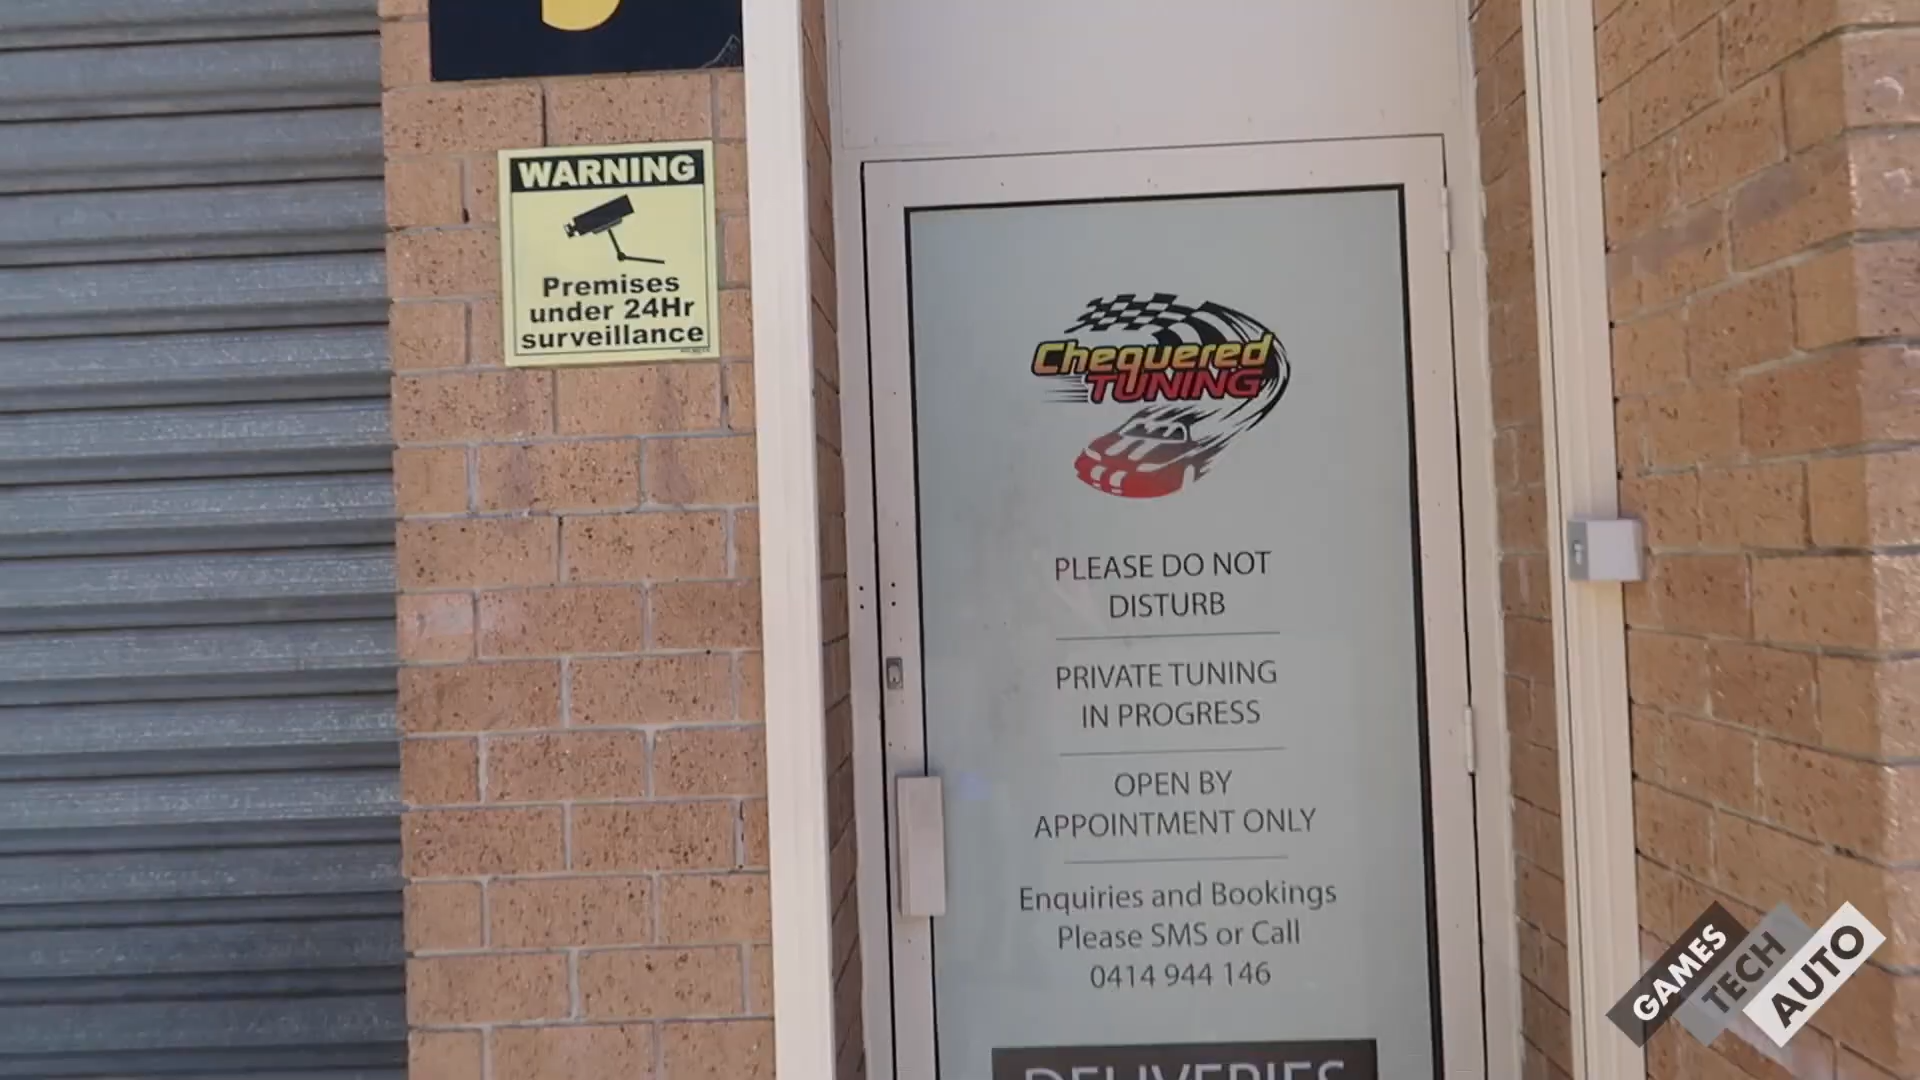 WARNING
Premises
under 24Hr
surveillance
Chequered
TUNING
PLEASE DO NOT
DISTURB
PRIVATE TUNING
IN PROGRESS
OPEN BY
APPOINTMENT ONLY
Enquiries and Bookings
Please SMS or Call
0414 944 146
DELIVERIES
GAMES
TECH
AUTO